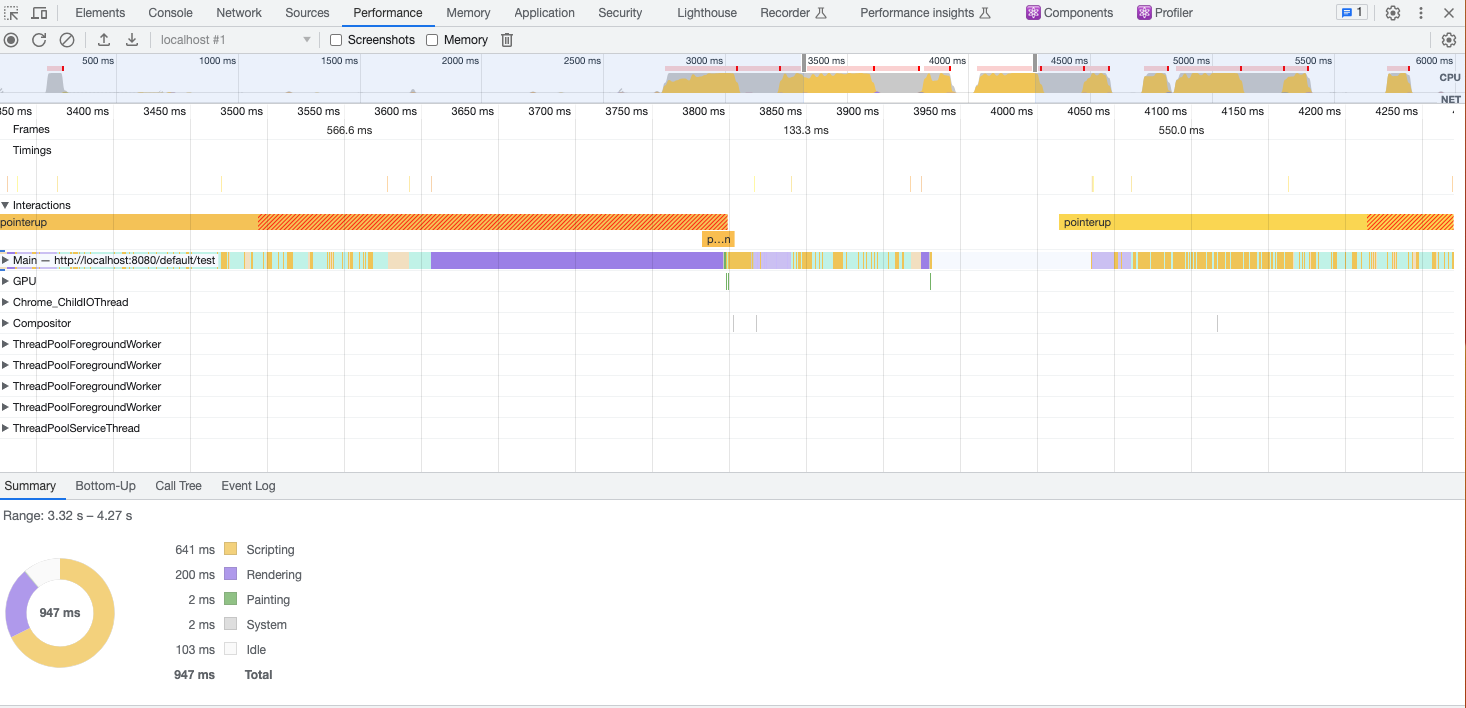 Elements Console Network Sources Performance Memory Application Security Lighthouse Recorder Performance insights Components Profiler 1
localhost #1 Screenshots Memory
500 ms 1000 ms 1500 ms 2000 ms 2500 ms 3000 ms 3500 ms 4000 ms 4500 ms 5000 ms 5500 ms 6000 ms
CPU
NET
350 ms 3400 ms 3450 ms 3500 ms 3550 ms 3600 ms 3650 ms 3700 ms 3750 ms 3800 ms 3850 ms 3900 ms 3950 ms 4000 ms 4050 ms 4100 ms 4150 ms 4200 ms 4250 ms
Frames 566.6 ms 133.3 ms 550.0 ms
Timings
Interactions
pointerup pointerup
p...n
Main — http://localhost:8080/default/test
GPU
Chrome_ChildIOThread
Compositor
ThreadPoolForegroundWorker
ThreadPoolForegroundWorker
ThreadPoolForegroundWorker
ThreadPoolForegroundWorker
ThreadPoolServiceThread
Summary Bottom-Up Call Tree Event Log
Range: 3.32 s – 4.27 s
641 ms Scripting
200 ms Rendering
947 ms
2 ms Painting
2 ms System
103 ms Idle
947 ms Total